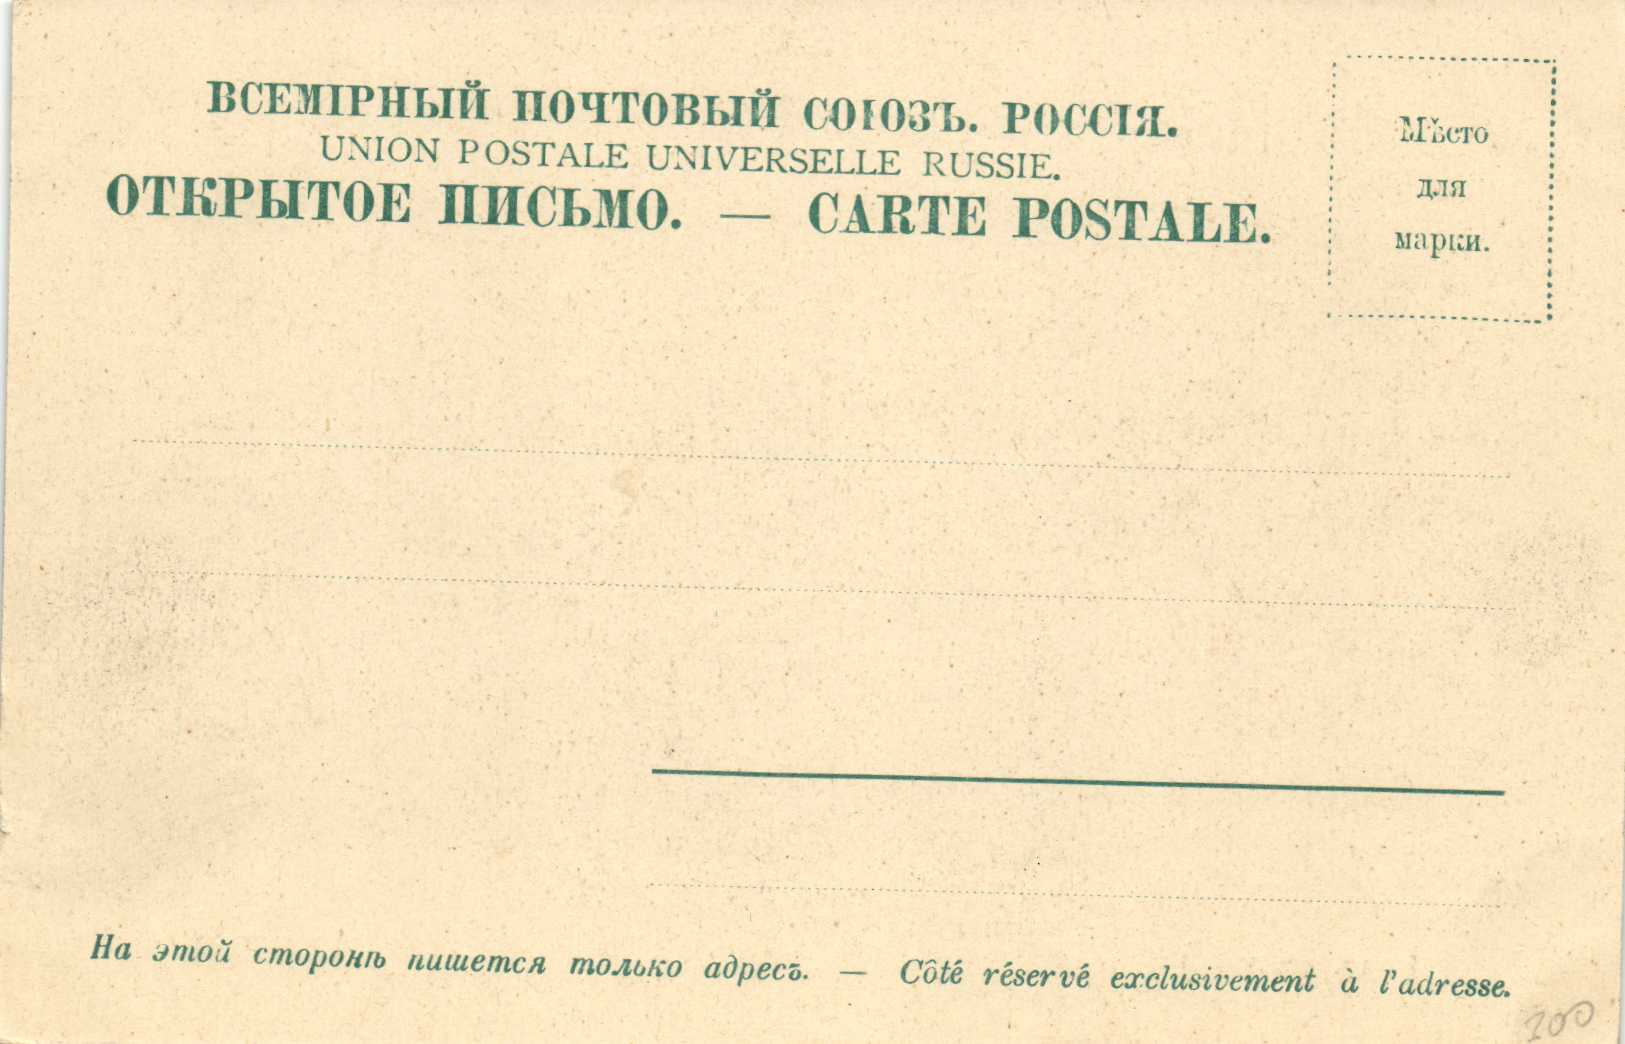 ВСЕМІРНЫЙ ПОЧТОВЫЙ СОЮЗЪ. РОССІЯ.
UNION POSTALE UNIVERSELLE RUSSIE.
ОТКРЫТОЕ ПИСЬМО. — CARTE POSTALE.
Мѣсто
для
марки.
На этой сторонѣ пишется только адресъ. — Côté réservé exclusivement à l'adresse.
200